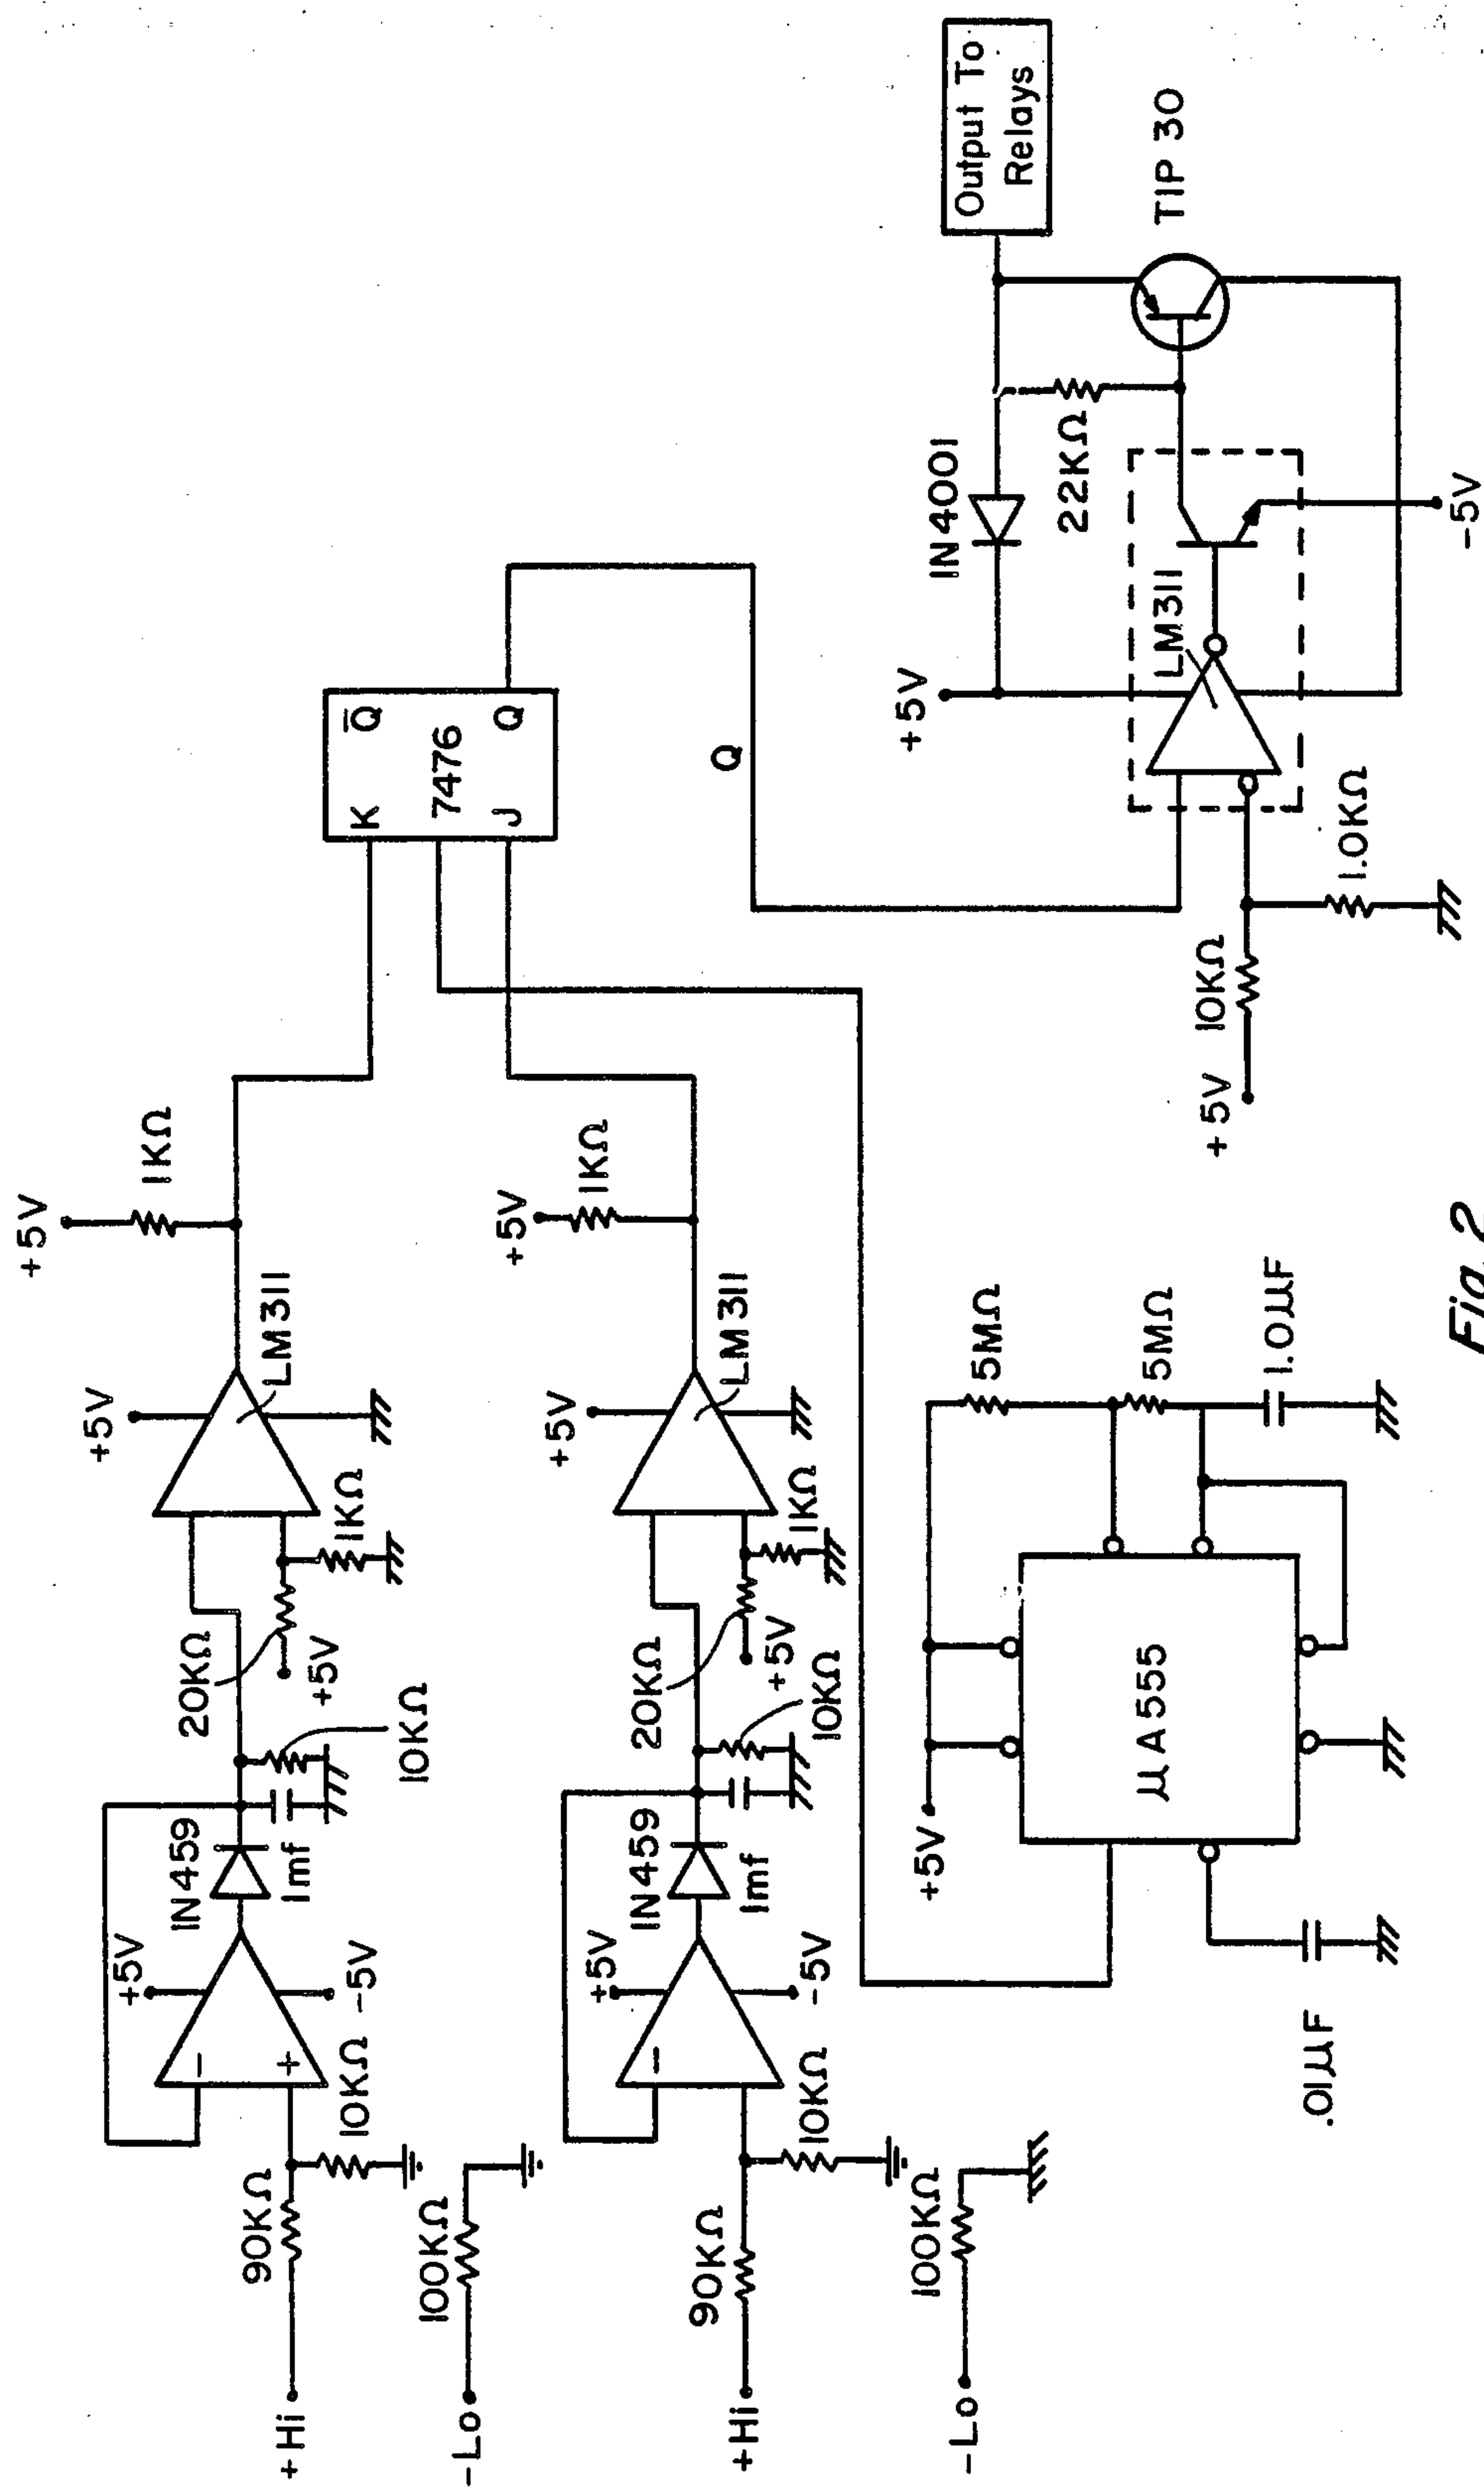 +Hi
90KΩ
10KΩ
-Lo
100KΩ
+5V
-5V
-
+
IN459
1mf
10KΩ
20KΩ
+5V
1KΩ
+5V
LM311
+5V
1KΩ
+Hi
90KΩ
10KΩ
-Lo
100KΩ
+5V
-5V
-
IN459
1mf
10KΩ
20KΩ
+5V
1KΩ
+5V
LM311
+5V
1KΩ
K
Q̅
7476
J
Q
Q
+5V
μA555
.01μF
5MΩ
5MΩ
1.0μF
+5V
10KΩ
1.0KΩ
+5V
LM311
IN4001
22KΩ
-5V
TIP 30
Output To
Relays
Fig. 2